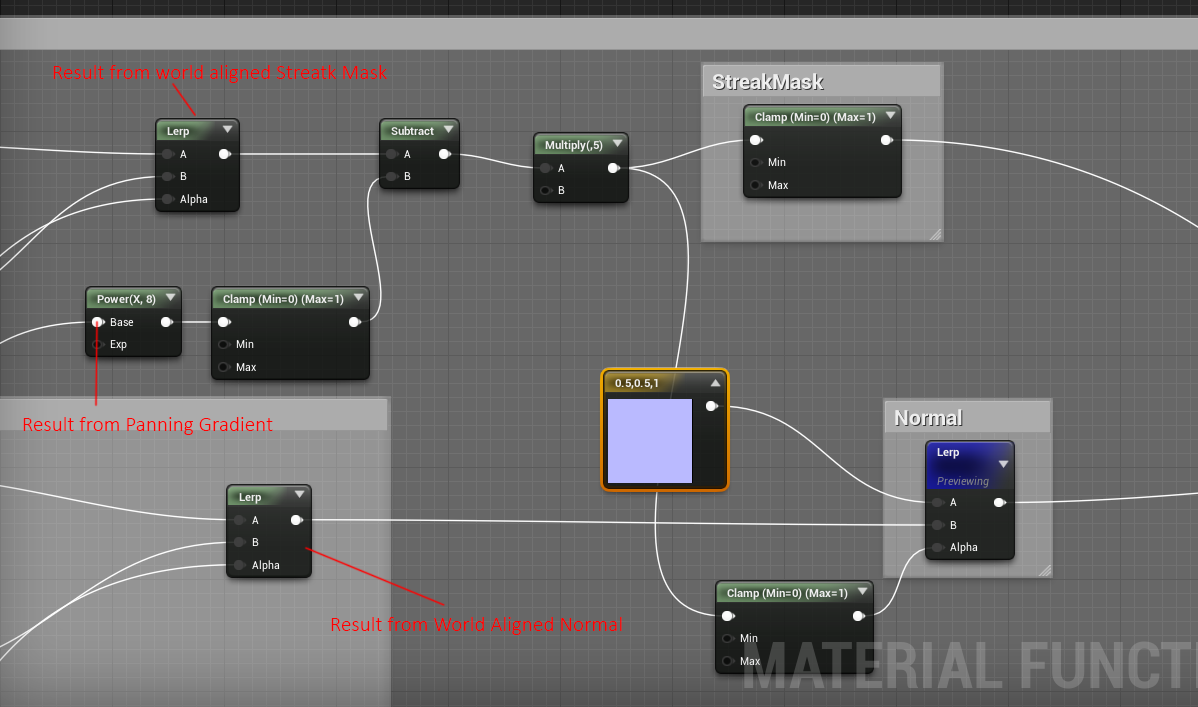 Result from world aligned Streatk Mask
StreakMask
Clamp (Min=0) (Max=1)
Min
Max
Lerp
A
B
Alpha
Subtract
A
B
Multiply(,5)
A
B
Power(X, 8)
Base
Exp
Clamp (Min=0) (Max=1)
Min
Max
Result from Panning Gradient
0.5,0.5,1
Normal
Lerp
Previewing
A
B
Alpha
Lerp
A
B
Alpha
Result from World Aligned Normal
Clamp (Min=0) (Max=1)
Min
Max
MATERIAL FUNCTI